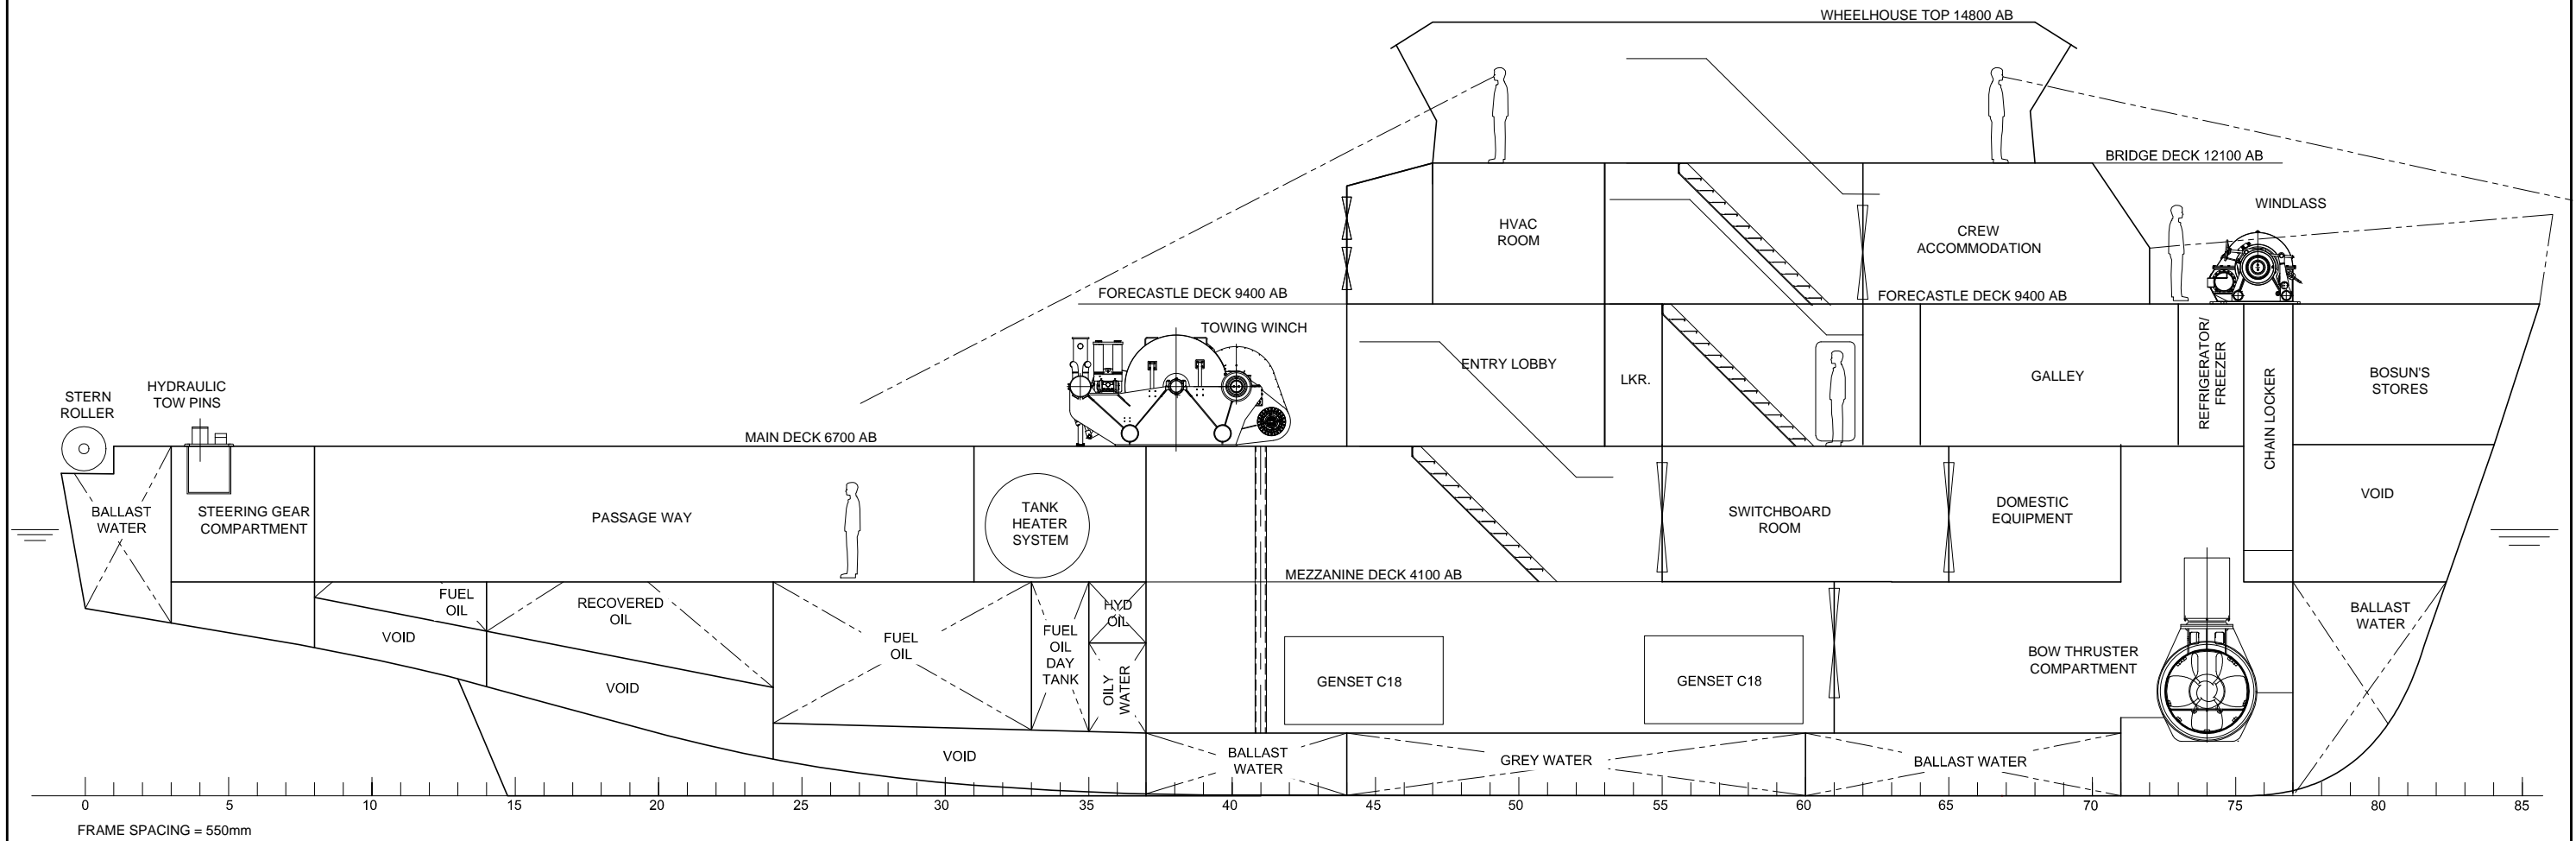 WHEELHOUSE TOP 14800 AB
BRIDGE DECK 12100 AB
WINDLASS
HVAC
ROOM
CREW
ACCOMMODATION
FORECASTLE DECK 9400 AB
FORECASTLE DECK 9400 AB
TOWING WINCH
ENTRY LOBBY
LKR.
GALLEY
REFRIGERATOR/
FREEZER
CHAIN LOCKER
BOSUN'S
STORES
STERN
ROLLER
HYDRAULIC
TOW PINS
MAIN DECK 6700 AB
BALLAST
WATER
STEERING GEAR
COMPARTMENT
PASSAGE WAY
TANK
HEATER
SYSTEM
SWITCHBOARD
ROOM
DOMESTIC
EQUIPMENT
VOID
MEZZANINE DECK 4100 AB
FUEL
OIL
VOID
RECOVERED
OIL
VOID
FUEL
OIL
FUEL
OIL
DAY
TANK
HYD
OIL
OILY
WATER
GENSET C18
GENSET C18
BOW THRUSTER
COMPARTMENT
BALLAST
WATER
VOID
BALLAST
WATER
GREY WATER
BALLAST WATER
0 5 10 15 20 25 30 35 40 45 50 55 60 65 70 75 80 85
FRAME SPACING = 550mm